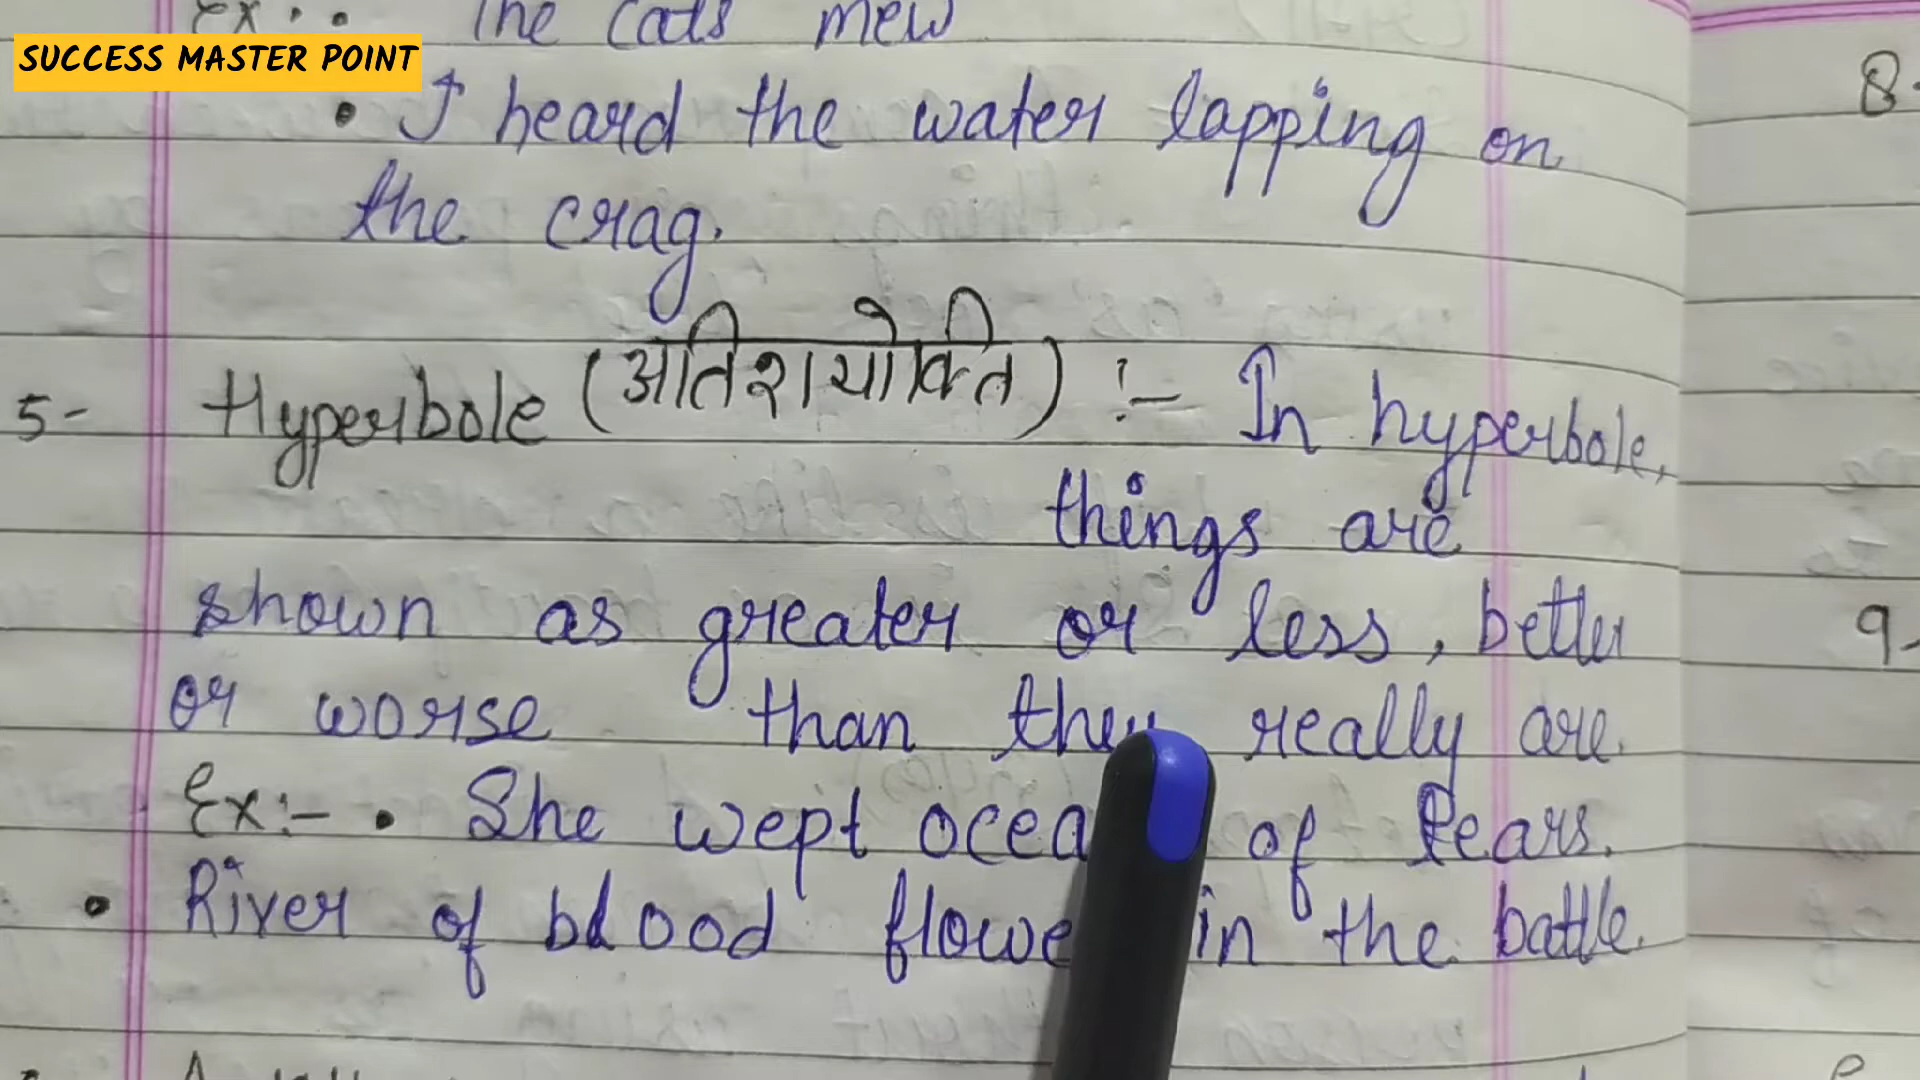 Ex:- • The cats mew
SUCCESS MASTER POINT
• I heard the water lapping on
the crag.
5- Hyperbole (अतिशयोक्ति) :- In hyperbole,
things are
shown as greater or less, better
or worse than they really are.
Ex:- • She wept of tears.
• River of blood in the battle.
8-
9-